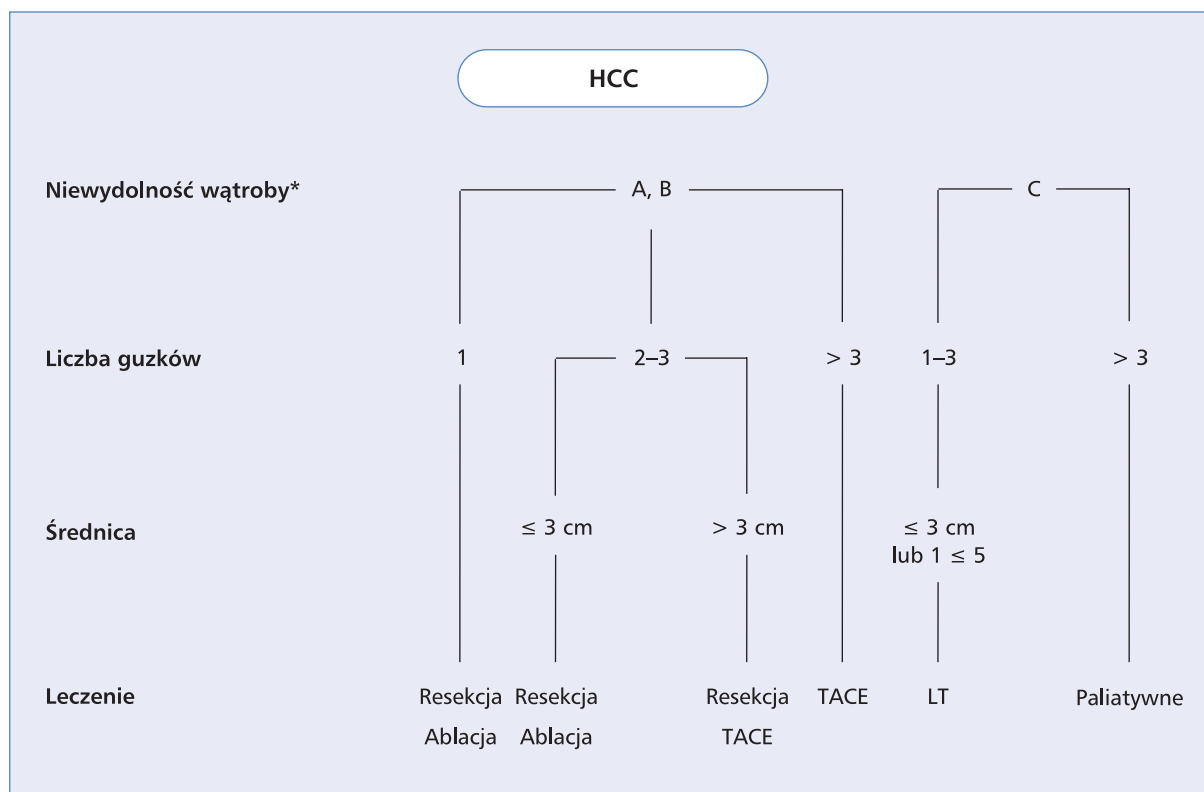 HCC
Niewydolność wątroby* A, B C
Liczba guzków 1 2–3 > 3 1–3 > 3
Średnica ≤ 3 cm > 3 cm ≤ 3 cm
lub 1 ≤ 5
Leczenie Resekcja Resekcja Resekcja TACE LT Paliatywne
Ablacja Ablacja TACE